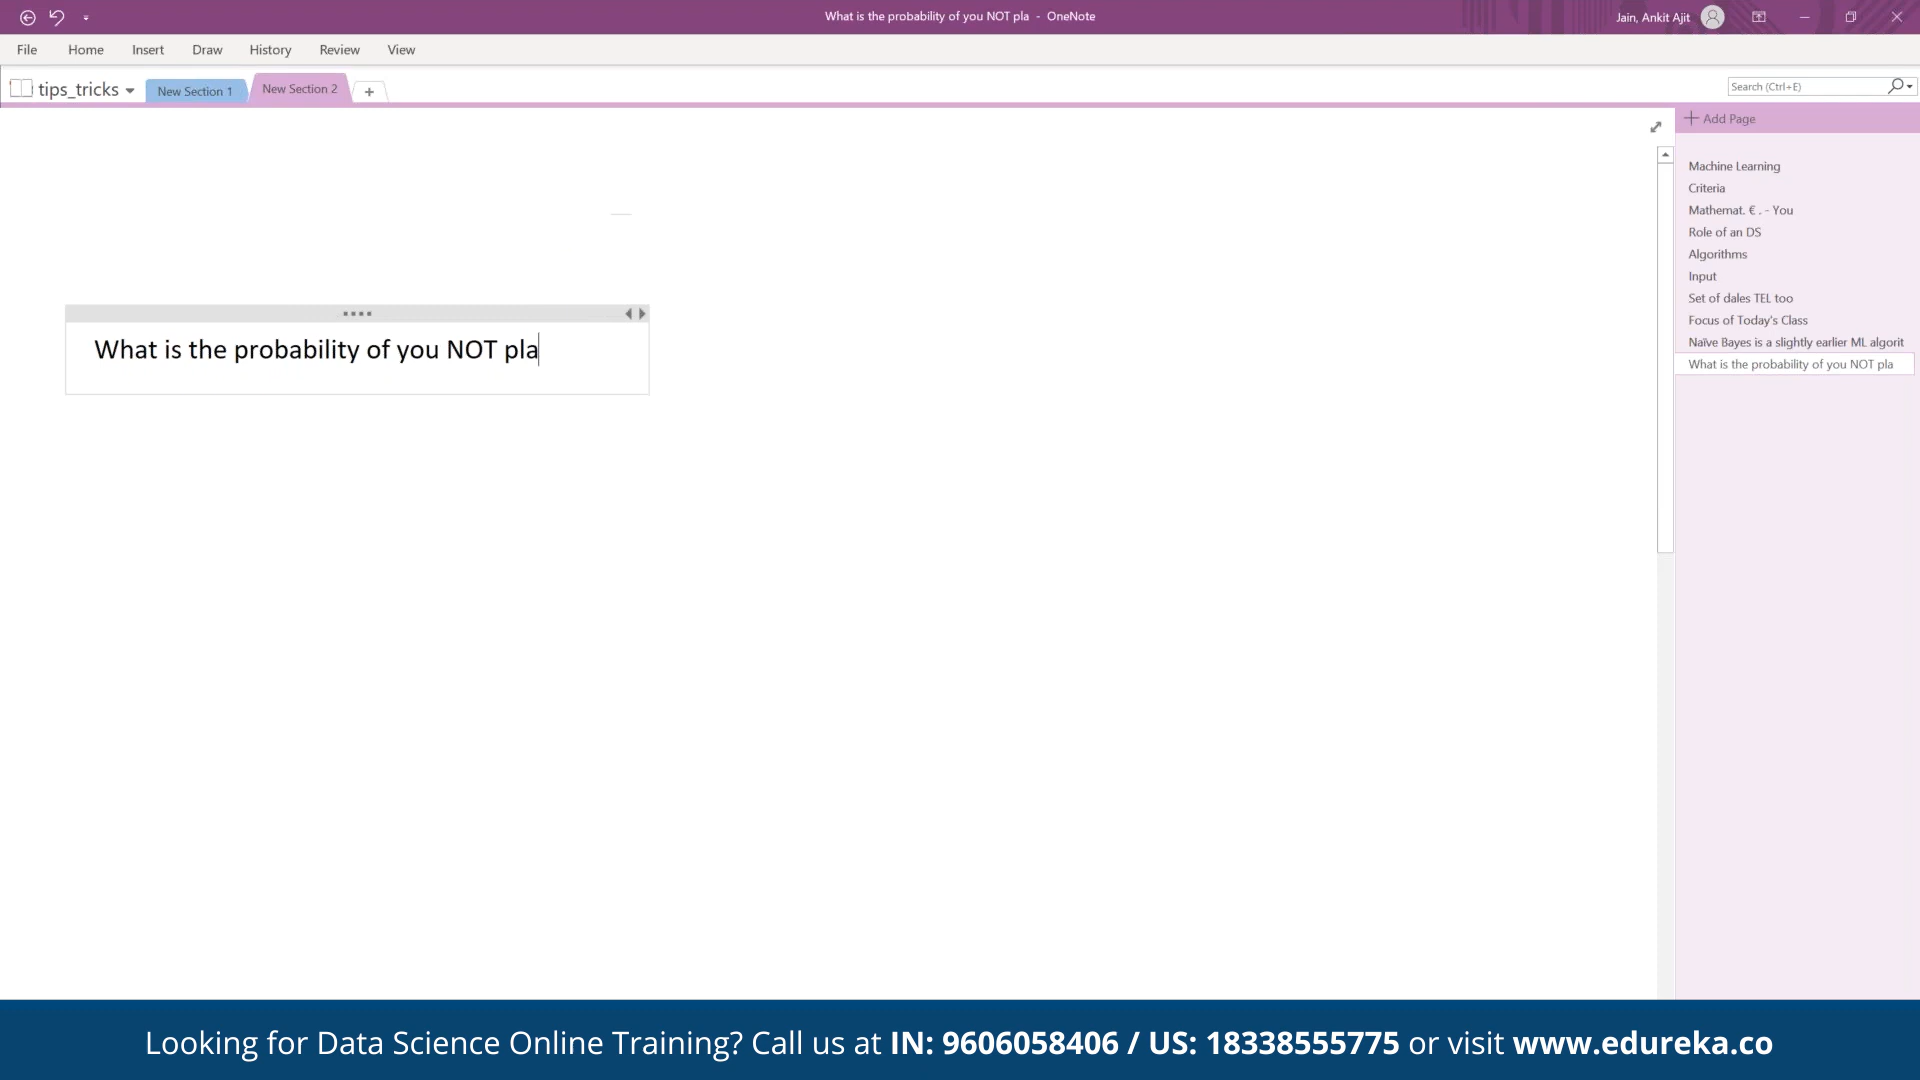 What is the probability of you NOT pla - OneNote
Jain, Ankit Ajit
File Home Insert Draw History Review View
tips_tricks New Section 1 New Section 2 +
Search (Ctrl+E)
Add Page
Machine Learning
Criteria
Mathemat. € . - You
Role of an DS
Algorithms
Input
Set of dales TEL too
Focus of Today's Class
Naïve Bayes is a slightly earlier ML algorit
What is the probability of you NOT pla
What is the probability of you NOT pla
Looking for Data Science Online Training? Call us at IN: 9606058406 / US: 18338555775 or visit www.edureka.co